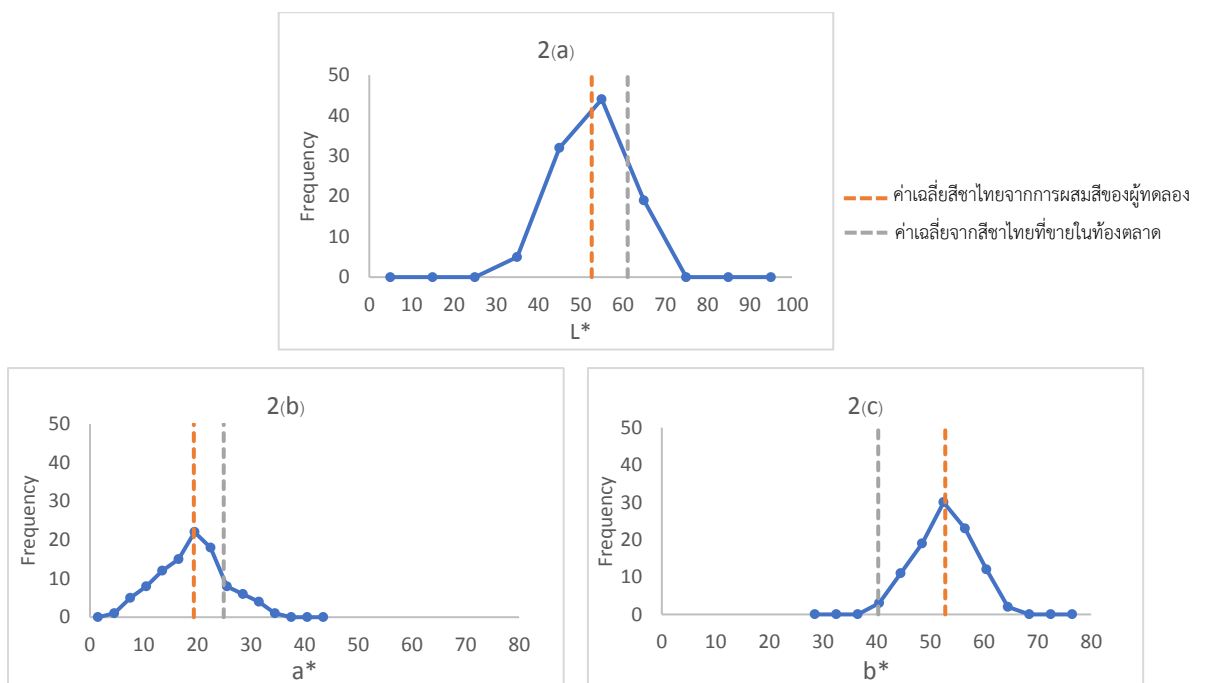 2(a)
50
40
30
20
10
0
Frequency
0 10 20 30 40 50 60 70 80 90 100
L*
ค่าเฉลี่ยสีชาไทยจากการผสมสีของผู้ทดลอง
ค่าเฉลี่ยจากสีชาไทยที่ขายในท้องตลาด
2(b)
50
40
30
20
10
0
Frequency
0 10 20 30 40 50 60 70 80
a*
2(c)
50
40
30
20
10
0
Frequency
0 10 20 30 40 50 60 70 80
b*